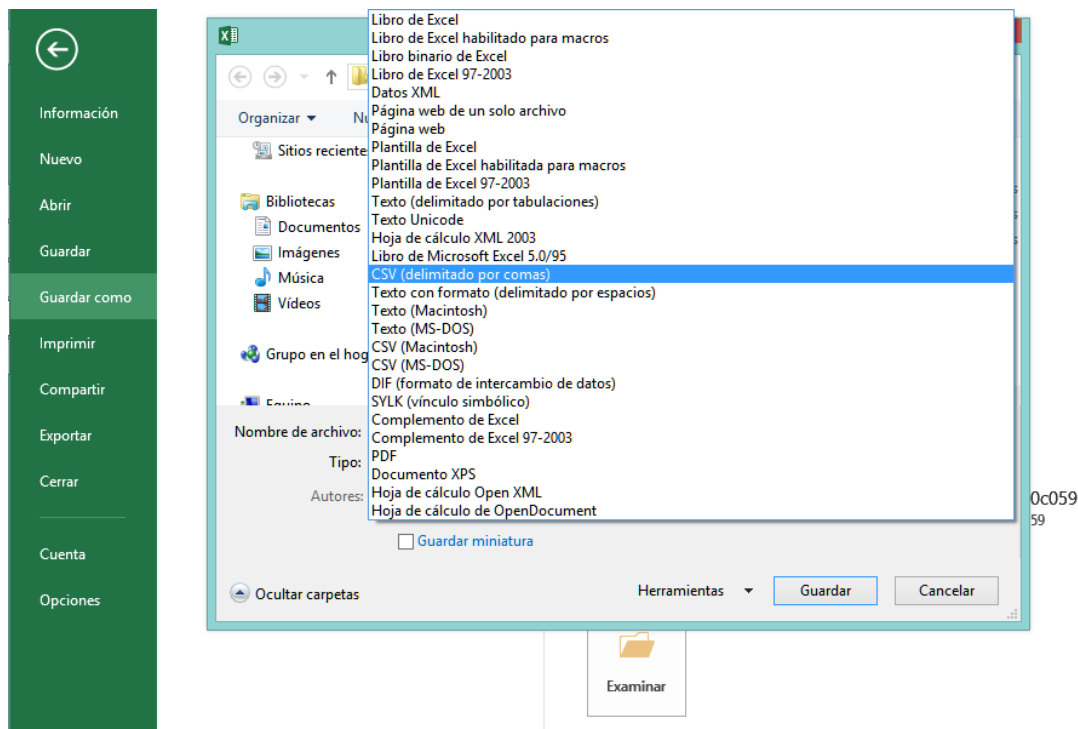 Información
Nuevo
Abrir
Guardar
Guardar como
Imprimir
Compartir
Exportar
Cerrar
Cuenta
Opciones
Organizar
Sitios reciente
Bibliotecas
Documentos
Imágenes
Música
Vídeos
Grupo en el hog
Equipo
Nombre de archivo:
Tipo:
Autores:
Libro de Excel
Libro de Excel habilitado para macros
Libro binario de Excel
Libro de Excel 97-2003
Datos XML
Página web de un solo archivo
Página web
Plantilla de Excel
Plantilla de Excel habilitada para macros
Plantilla de Excel 97-2003
Texto (delimitado por tabulaciones)
Texto Unicode
Hoja de cálculo XML 2003
Libro de Microsoft Excel 5.0/95
CSV (delimitado por comas)
Texto con formato (delimitado por espacios)
Texto (Macintosh)
Texto (MS-DOS)
CSV (Macintosh)
CSV (MS-DOS)
DIF (formato de intercambio de datos)
SYLK (vínculo simbólico)
Complemento de Excel
Complemento de Excel 97-2003
PDF
Documento XPS
Hoja de cálculo Open XML
Hoja de cálculo de OpenDocument
Guardar miniatura
Ocultar carpetas
Herramientas
Guardar
Cancelar
0c059
59
Examinar